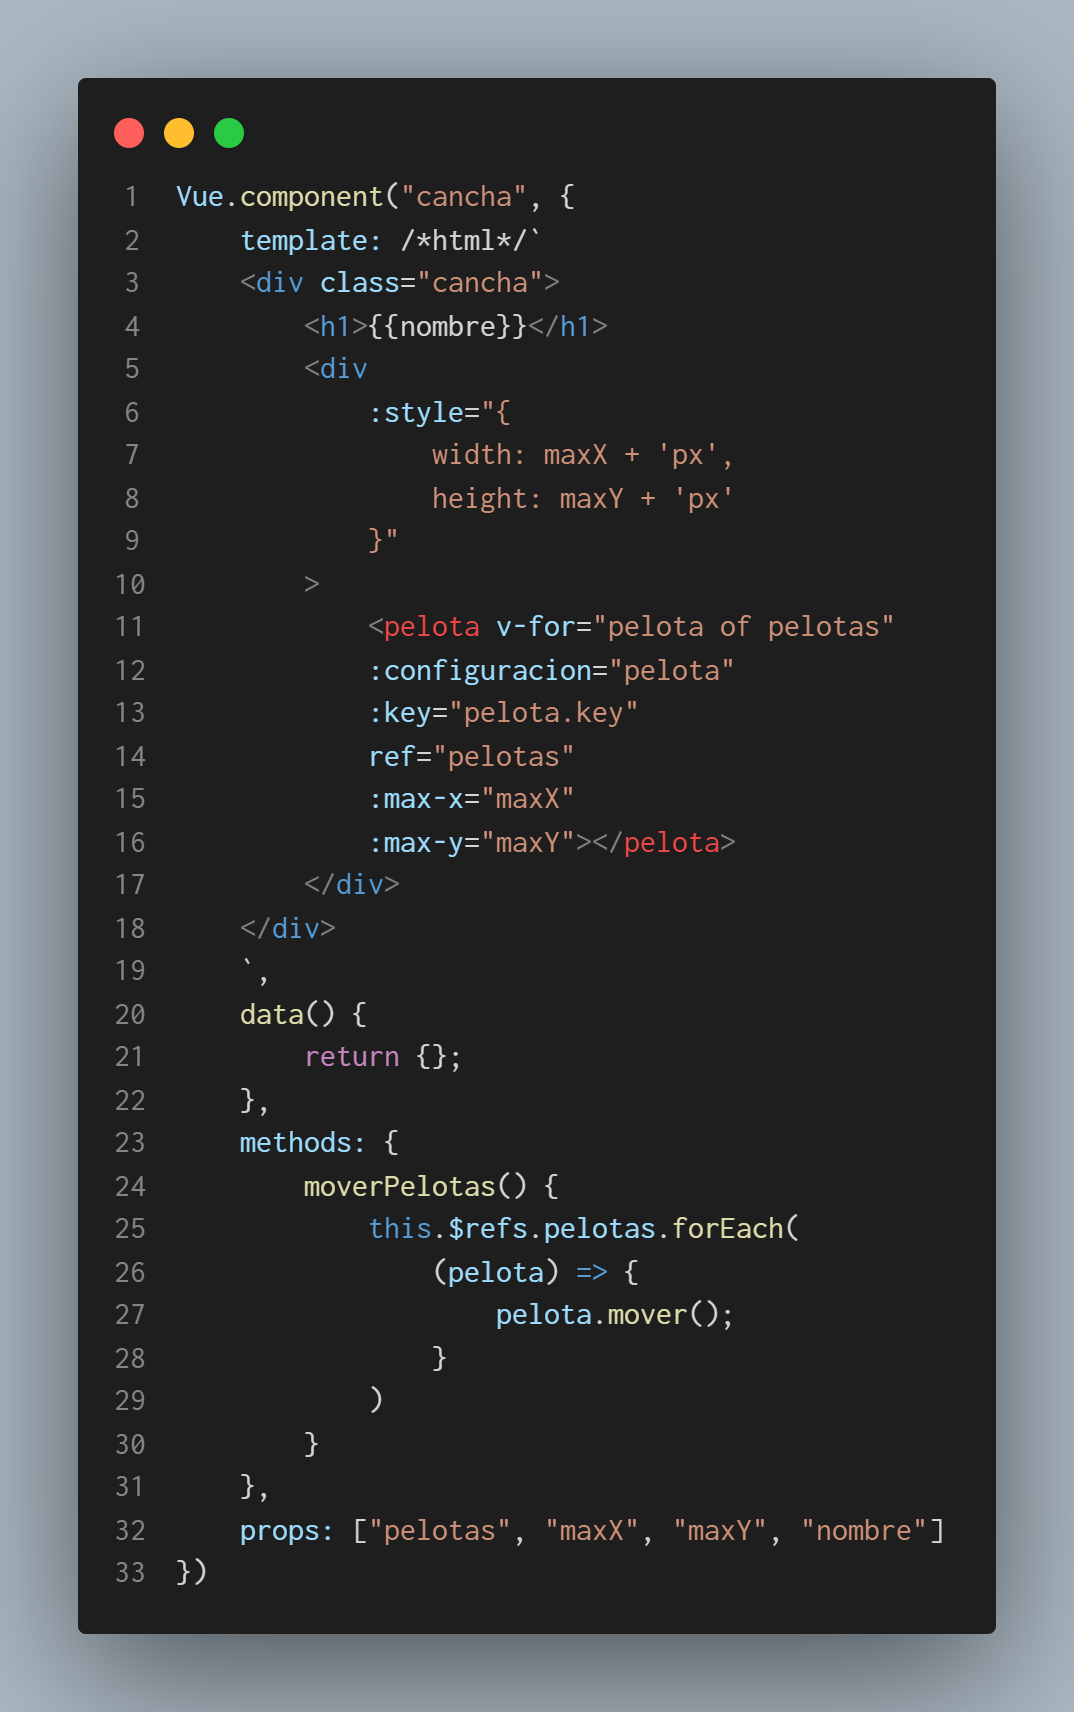 1 Vue.component("cancha", {
2     template: /*html*/`
3     <div class="cancha">
4         <h1>{{nombre}}</h1>
5         <div
6             :style="{
7                 width: maxX + 'px',
8                 height: maxY + 'px'
9             }"
10         >
11             <pelota v-for="pelota of pelotas"
12             :configuracion="pelota"
13             :key="pelota.key"
14             ref="pelotas"
15             :max-x="maxX"
16             :max-y="maxY"></pelota>
17         </div>
18     </div>
19     `,
20     data() {
21         return {};
22     },
23     methods: {
24         moverPelotas() {
25             this.$refs.pelotas.forEach(
26                 (pelota) => {
27                     pelota.mover();
28                 }
29             )
30         }
31     },
32     props: ["pelotas", "maxX", "maxY", "nombre"]
33 })